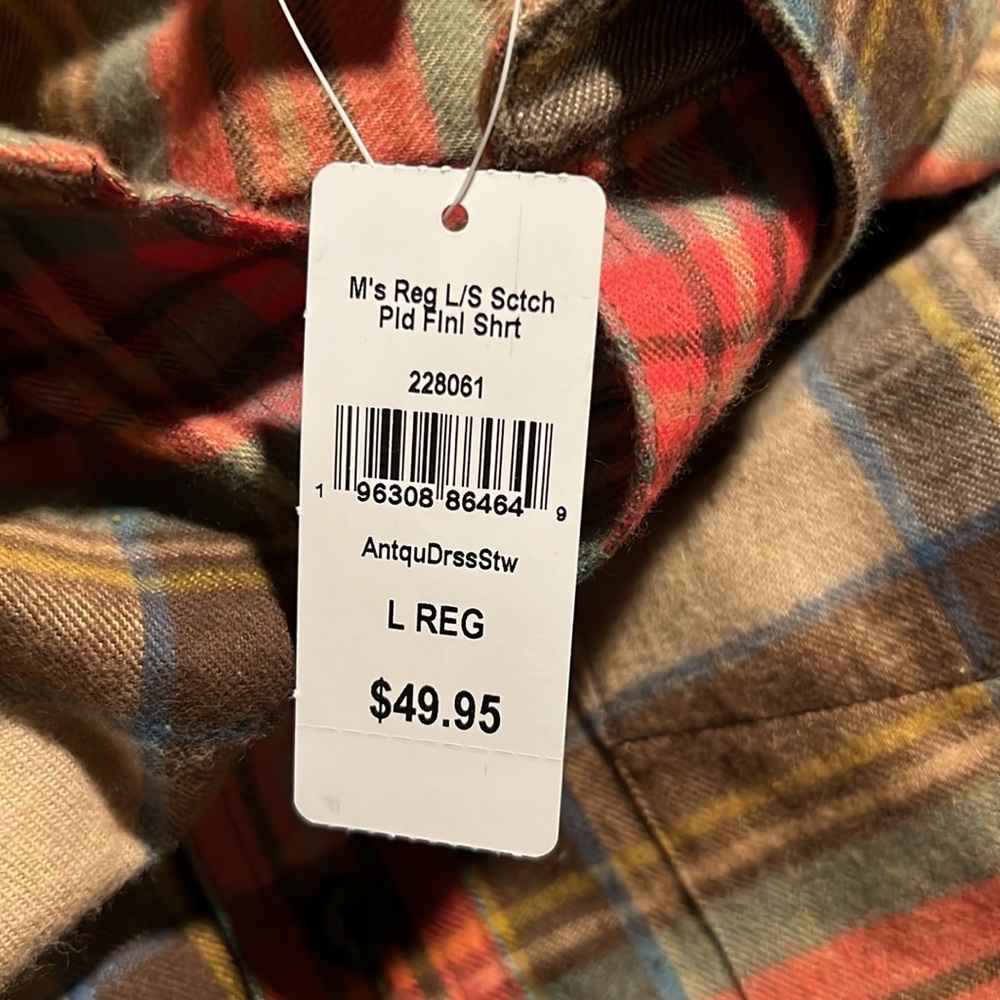 M's Reg L/S Sctch
Pld Flnl Shrt
228061
1 96308 86464 9
AntquDrssStw
L REG
$49.95